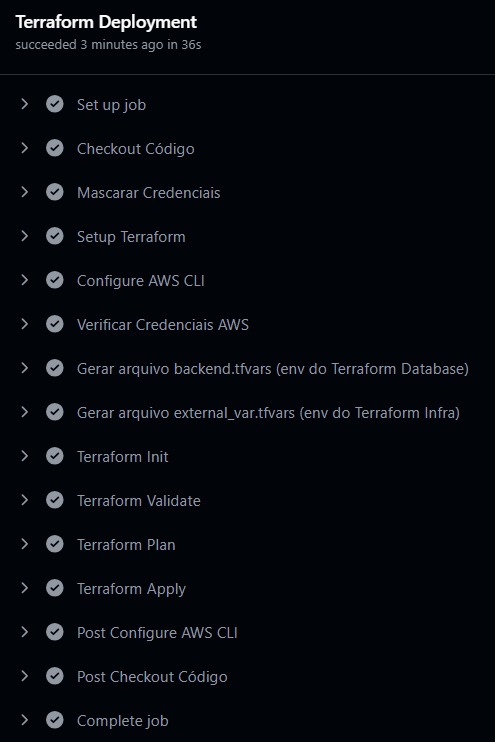 Terraform Deployment
succeeded 3 minutes ago in 36s
Set up job
Checkout Código
Mascarar Credenciais
Setup Terraform
Configure AWS CLI
Verificar Credenciais AWS
Gerar arquivo backend.tfvars (env do Terraform Database)
Gerar arquivo external_var.tfvars (env do Terraform Infra)
Terraform Init
Terraform Validate
Terraform Plan
Terraform Apply
Post Configure AWS CLI
Post Checkout Código
Complete job